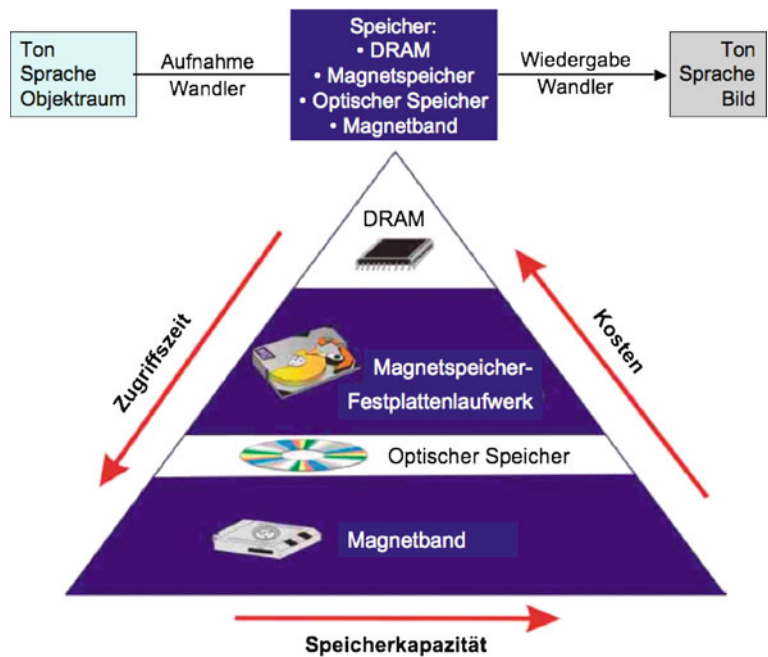 Ton
Sprache
Objektraum
Aufnahme
Wandler
Speicher:
• DRAM
• Magnetspeicher
• Optischer Speicher
• Magnetband
Wiedergabe
Wandler
Ton
Sprache
Bild
DRAM
Zugriffszeit
Kosten
Magnetspeicher-
Festplattenlaufwerk
Optischer Speicher
Magnetband
Speicherkapazität